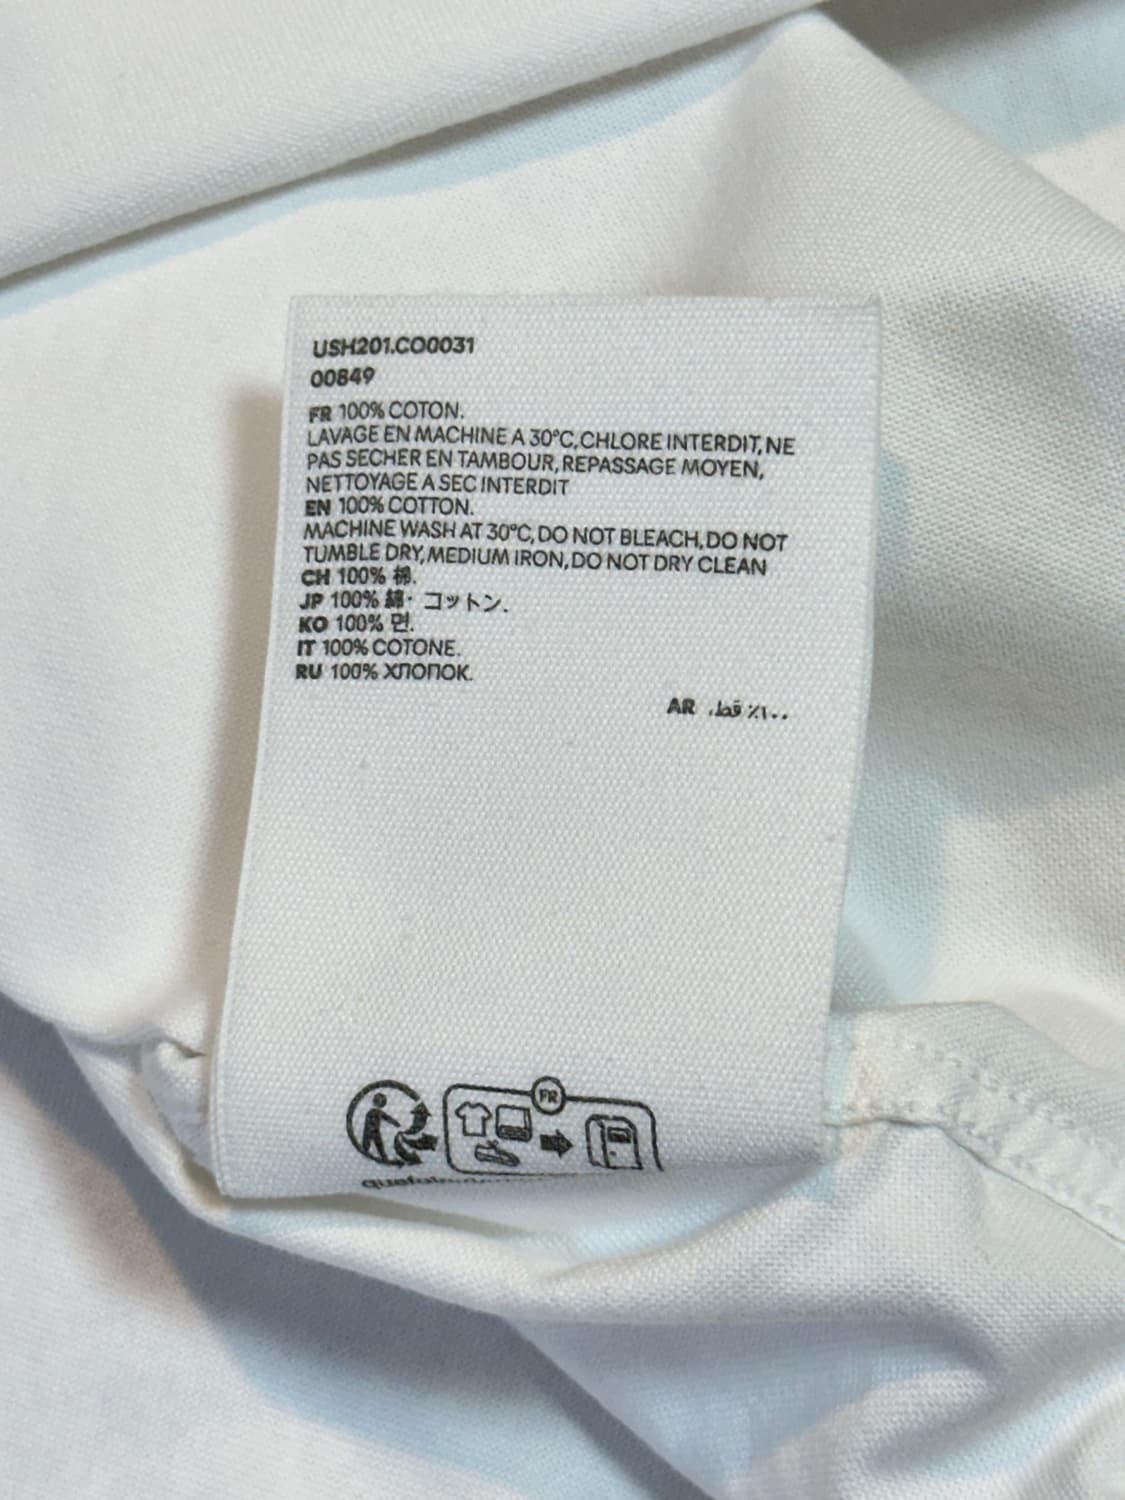 USH201.CO0031
00849
FR 100% COTON.
LAVAGE EN MACHINE A 30°C, CHLORE INTERDIT, NE
PAS SECHER EN TAMBOUR, REPASSAGE MOYEN,
NETTOYAGE A SEC INTERDIT
EN 100% COTTON.
MACHINE WASH AT 30°C, DO NOT BLEACH, DO NOT
TUMBLE DRY, MEDIUM IRON, DO NOT DRY CLEAN
CH 100% 棉.
JP 100% 綿・コットン.
KO 100% 면.
IT 100% COTONE.
RU 100% ХЛОПОК.
AR ١٠٠٪ قطن.
FR